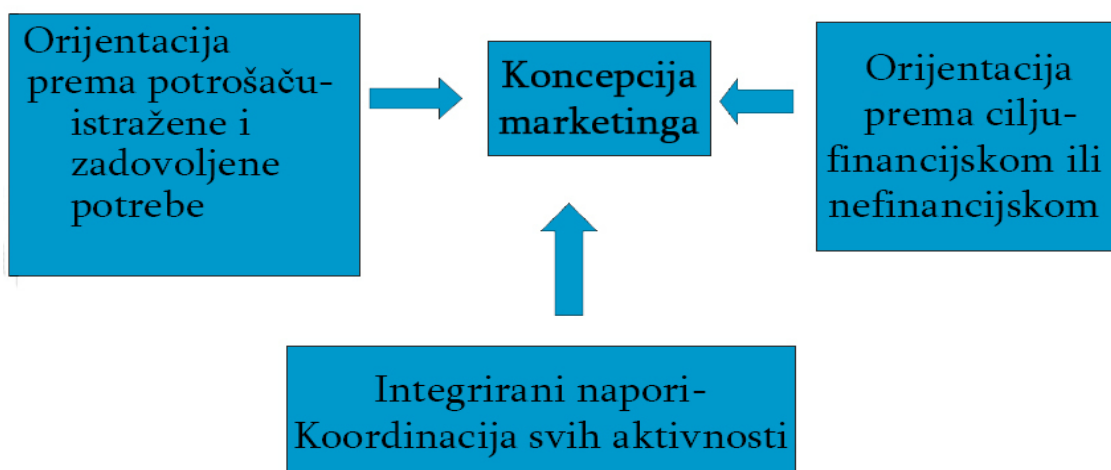 Orijentacija
prema potrošaču-
istražene i
zadovoljene
potrebe
Koncepcija
marketinga
Orijentacija
prema cilju-
financijskom ili
nefinancijskom
Integrirani napori-
Koordinacija svih aktivnosti